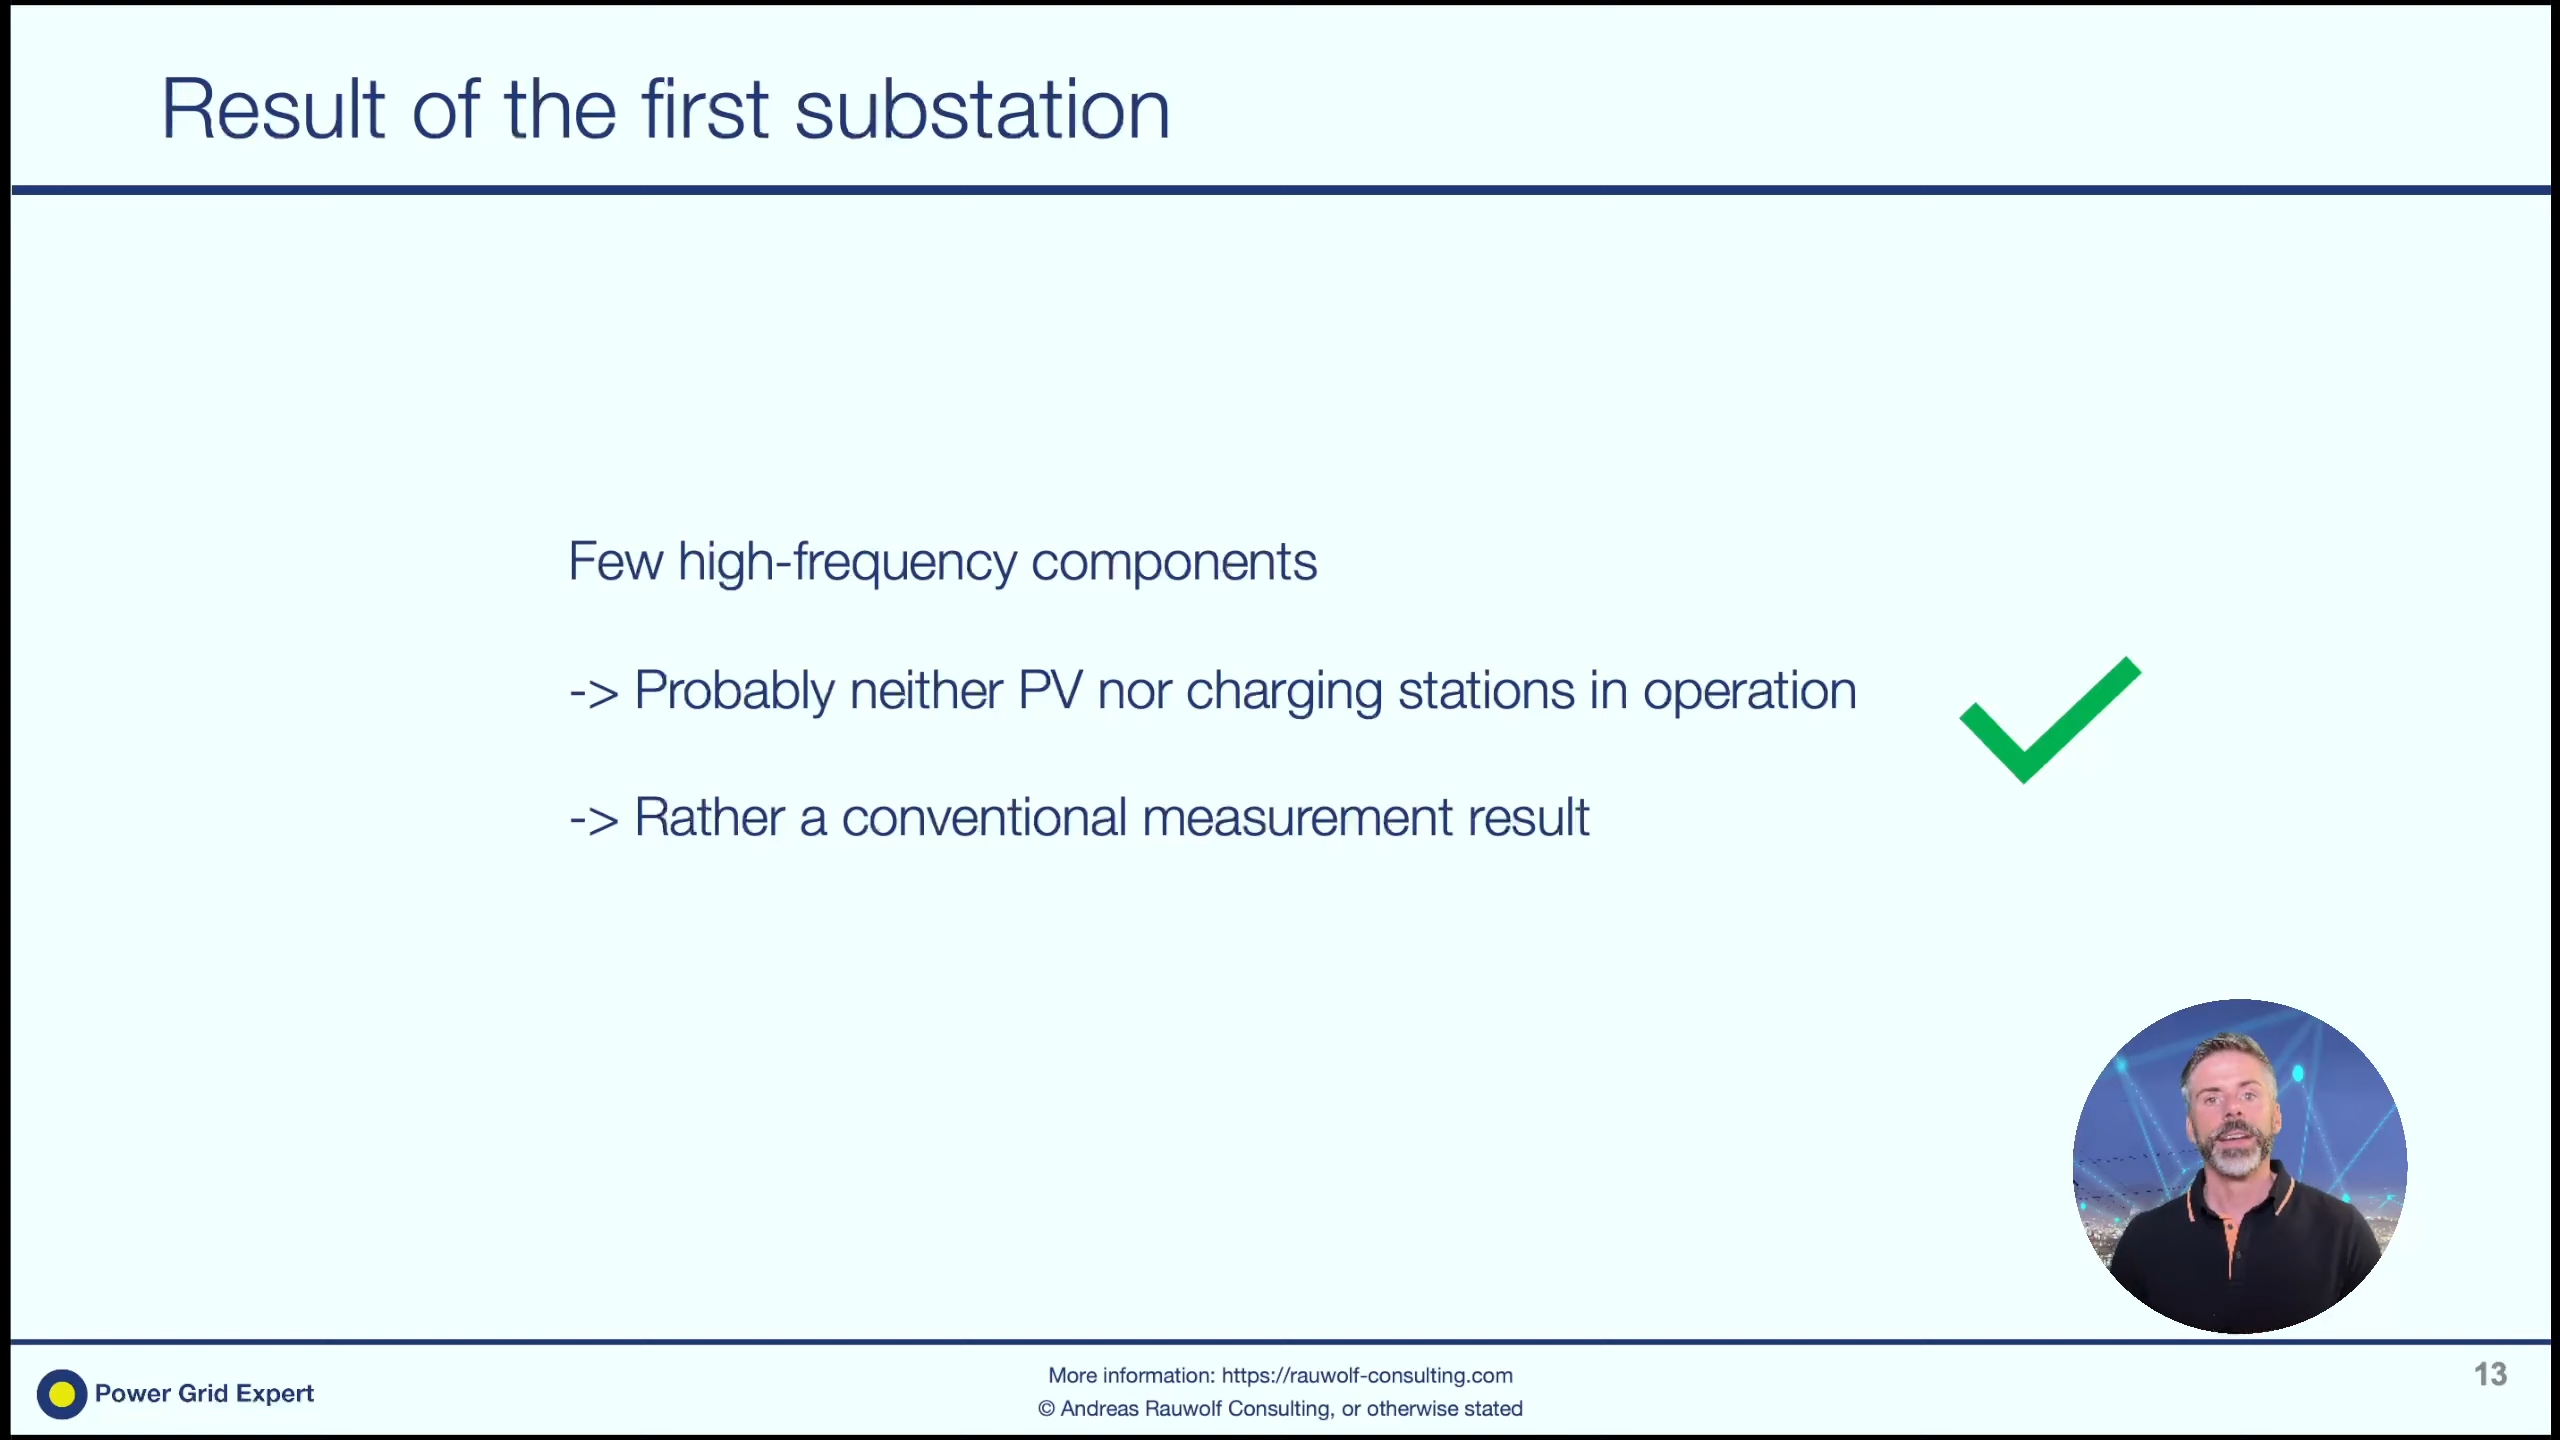 Result of the first substation
Few high-frequency components
-> Probably neither PV nor charging stations in operation
-> Rather a conventional measurement result
Power Grid Expert
More information: https://rauwolf-consulting.com
© Andreas Rauwolf Consulting, or otherwise stated
13